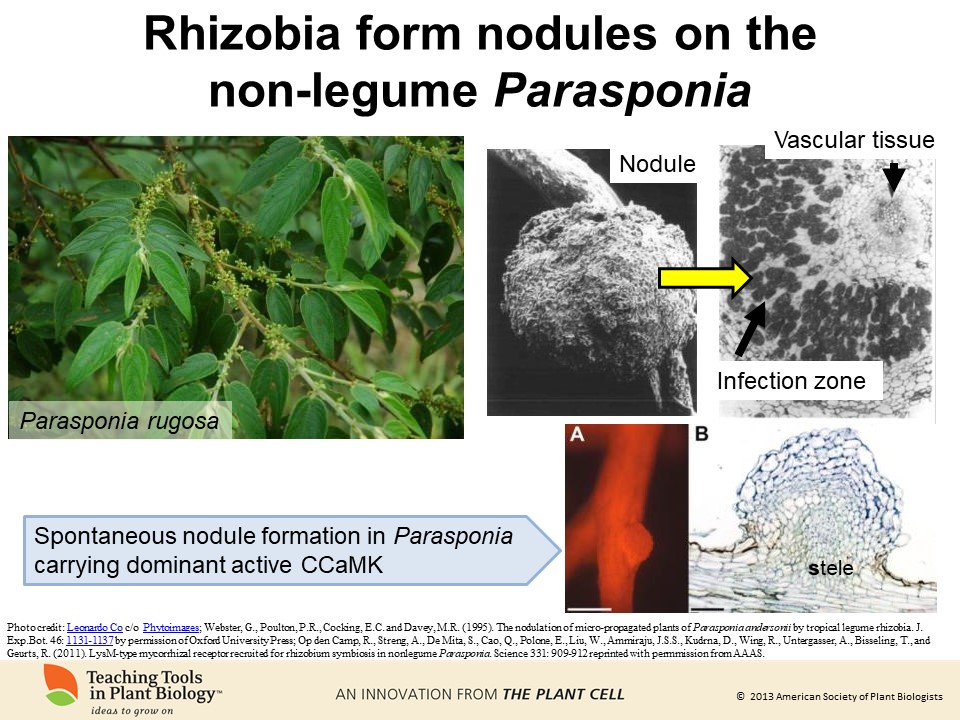 Rhizobia form nodules on the
non-legume Parasponia
Vascular tissue
Nodule
Infection zone
Parasponia rugosa
A
B
stele
Spontaneous nodule formation in Parasponia
carrying dominant active CCaMK
Photo credit: Leonardo Co c/o Phytoimages; Webster, G., Poulton, P.R., Cocking, E.C. and Davey, M.R. (1995). The nodulation of micro-propagated plants of Parasponia andersonii by tropical legume rhizobia. J.
Exp.Bot. 46: 1131-1137 by permission of Oxford University Press; Op den Camp, R., Streng, A., De Mita, S., Cao, Q., Polone, E., Liu, W., Ammiraju, J.S.S., Kudrna, D., Wing, R., Untergasser, A., Bisseling, T., and
Geurts, R. (2011). LysM-type mycorrhizal receptor recruited for rhizobium symbiosis in nonlegume Parasponia. Science 331: 909-912 reprinted with permmission from AAAS.
Teaching Tools
in Plant Biology™
ideas to grow on
AN INNOVATION FROM THE PLANT CELL
© 2013 American Society of Plant Biologists